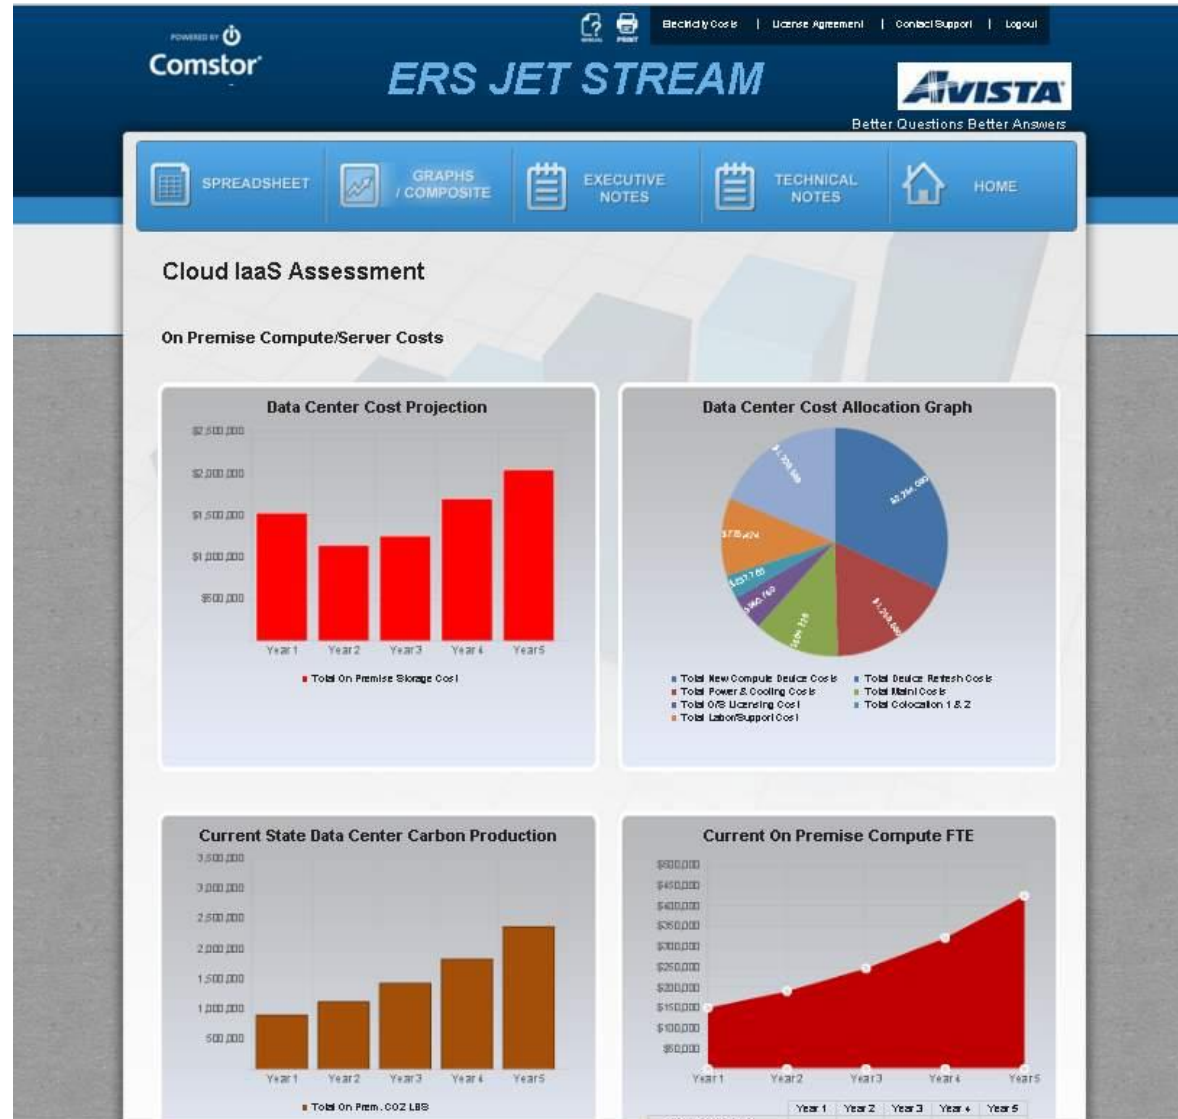 POWERED BY
Comstor
PRINT
Electricity Costs | License Agreement | Contact Support | Logout
ERS JET STREAM
AVISTA
Better Questions Better Answers
SPREADSHEET
GRAPHS
/ COMPOSITE
EXECUTIVE
NOTES
TECHNICAL
NOTES
HOME
Cloud IaaS Assessment
On Premise Compute/Server Costs
Data Center Cost Projection
$2,500,000
$2,000,000
$1,500,000
$1,000,000
$500,000
Year 1 Year 2 Year 3 Year 4 Year 5
Total On Premise Storage Cost
Data Center Cost Allocation Graph
Total New Compute Device Costs
Total Device Refresh Costs
Total Power & Cooling Costs
Total Maint Costs
Total O/S Licensing Cost
Total Colocation 1 & 2
Total Labor/Support Cost
Current State Data Center Carbon Production
3,500,000
3,000,000
2,500,000
2,000,000
1,500,000
1,000,000
500,000
Year 1 Year 2 Year 3 Year 4 Year 5
Total On Prem. CO2 LBS
Current On Premise Compute FTE
$500,000
$450,000
$400,000
$350,000
$300,000
$250,000
$200,000
$150,000
$100,000
$50,000
Year 1 Year 2 Year 3 Year 4 Year 5
Year 1 Year 2 Year 3 Year 4 Year 5